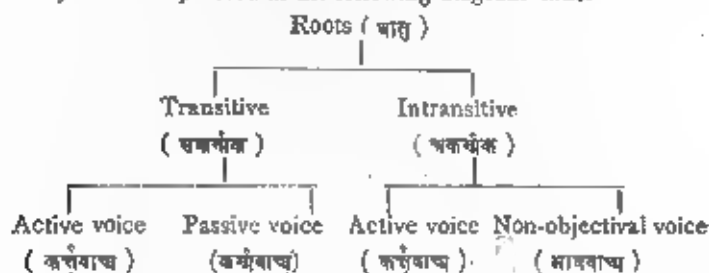 Roots ( धातु )
Transitive Intransitive
( सकर्म्मक ) ( अकर्म्मक )
Active voice Passive voice Active voice Non-objectival voice
( कर्त्तृवाच्य ) (कर्म्मवाच्य) ( कर्त्तृवाच्य ) ( भाववाच्य )